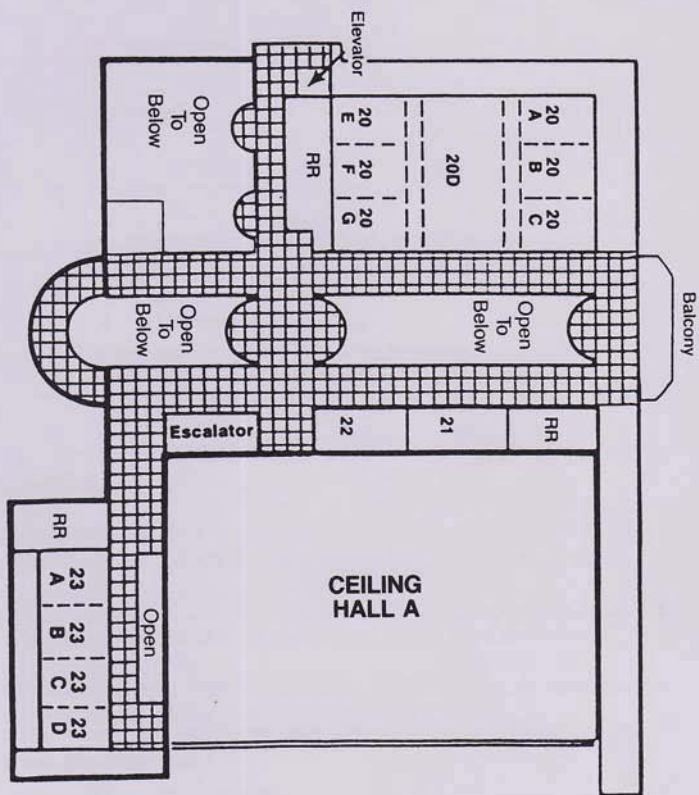 Elevator
Open
To
Below
20
A
20
B
20
C
20D
20
E
20
F
20
G
RR
Balcony
Open
To
Below
Open
To
Below
Escalator
22
21
RR
CEILING
HALL A
RR
Open
23
A
23
B
23
C
23
D